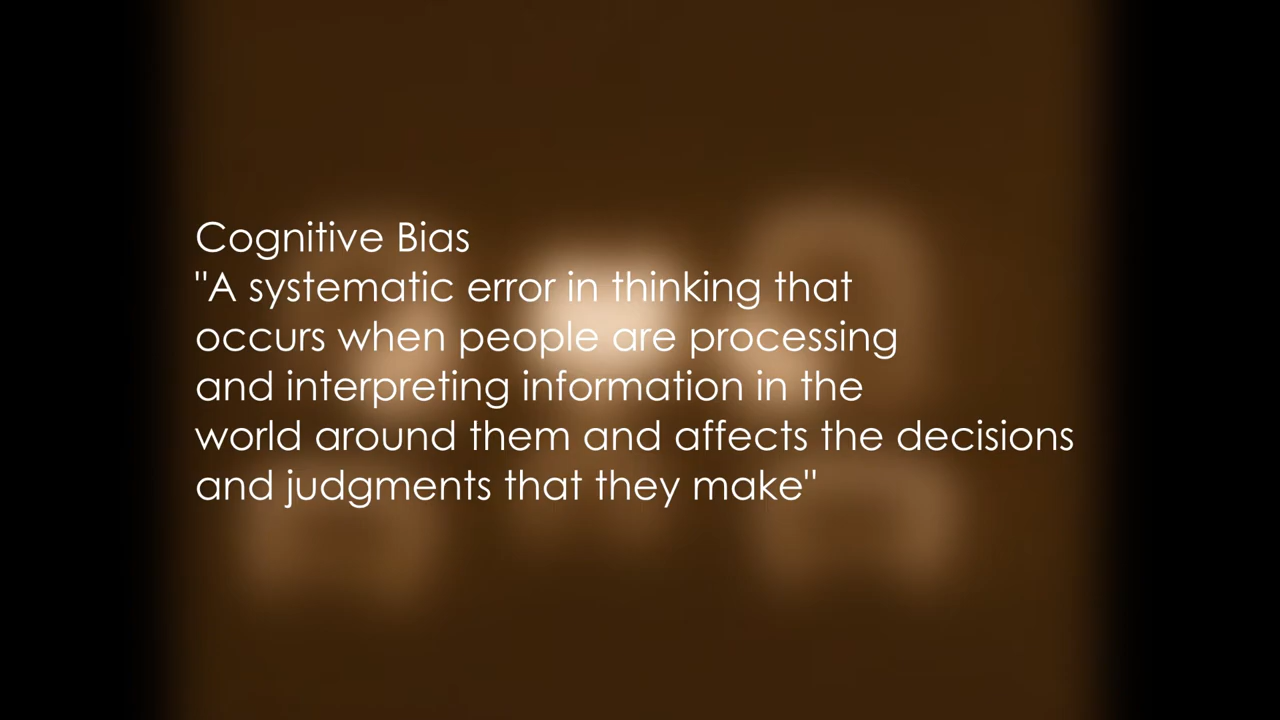 Cognitive Bias
"A systematic error in thinking that
occurs when people are processing
and interpreting information in the
world around them and affects the decisions
and judgments that they make"